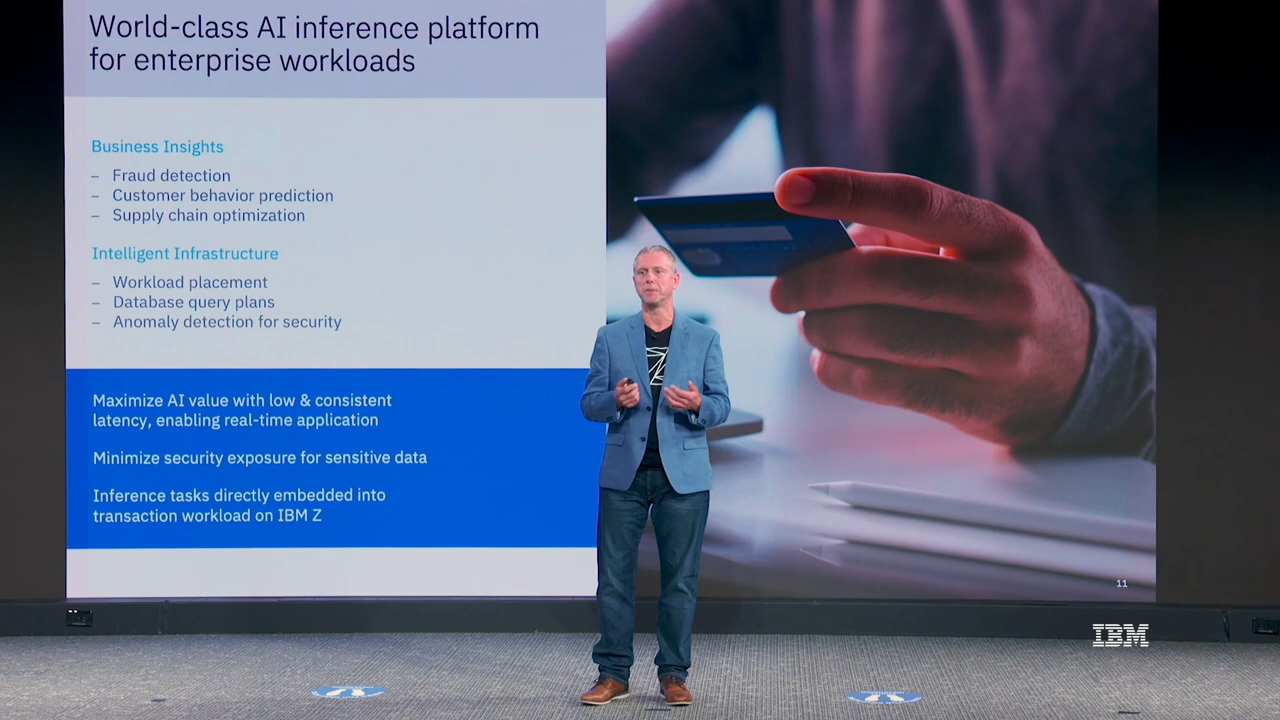 World-class AI inference platform
for enterprise workloads
Business Insights
– Fraud detection
– Customer behavior prediction
– Supply chain optimization
Intelligent Infrastructure
– Workload placement
– Database query plans
– Anomaly detection for security
Maximize AI value with low & consistent
latency, enabling real-time application
Minimize security exposure for sensitive data
Inference tasks directly embedded into
transaction workload on IBM Z
11
IBM